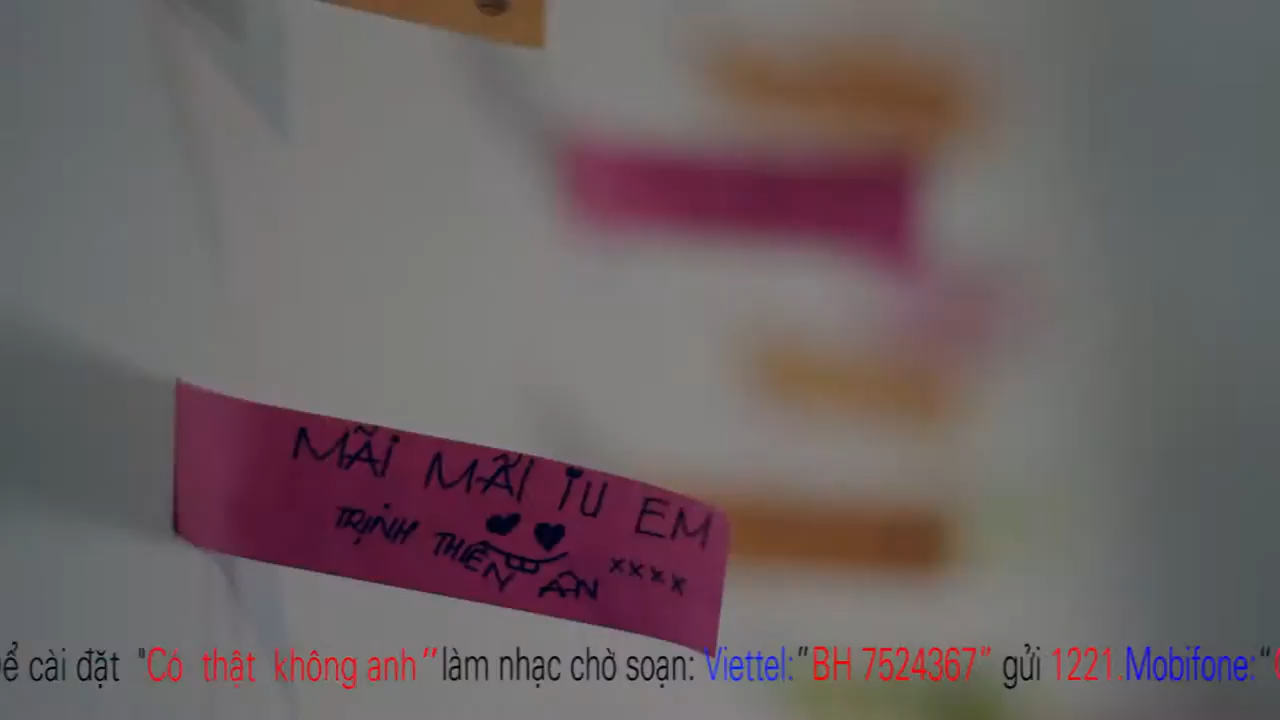 MÃI MÃI IU EM
TRỊNH THIÊN ÂN xxxx
ể cài đặt "Có thật không anh" làm nhạc chờ soạn: Viettel:"BH 7524367" gửi 1221.Mobifone:"